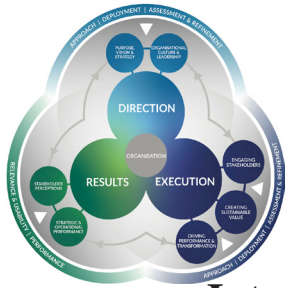 APPROACH | DEPLOYMENT | ASSESSMENT & REFINEMENT
PURPOSE,
VISION &
STRATEGY
ORGANISATIONAL
CULTURE &
LEADERSHIP
DIRECTION
ORGANISATION
RESULTS
EXECUTION
ENGAGING
STAKEHOLDERS
CREATING
SUSTAINABLE
VALUE
DRIVING
PERFORMANCE &
TRANSFORMATION
STAKEHOLDER
PERCEPTIONS
STRATEGIC &
OPERATIONAL
PERFORMANCE
RELEVANCE & USABILITY | PERFORMANCE
APPROACH | DEPLOYMENT | ASSESSMENT & REFINEMENT